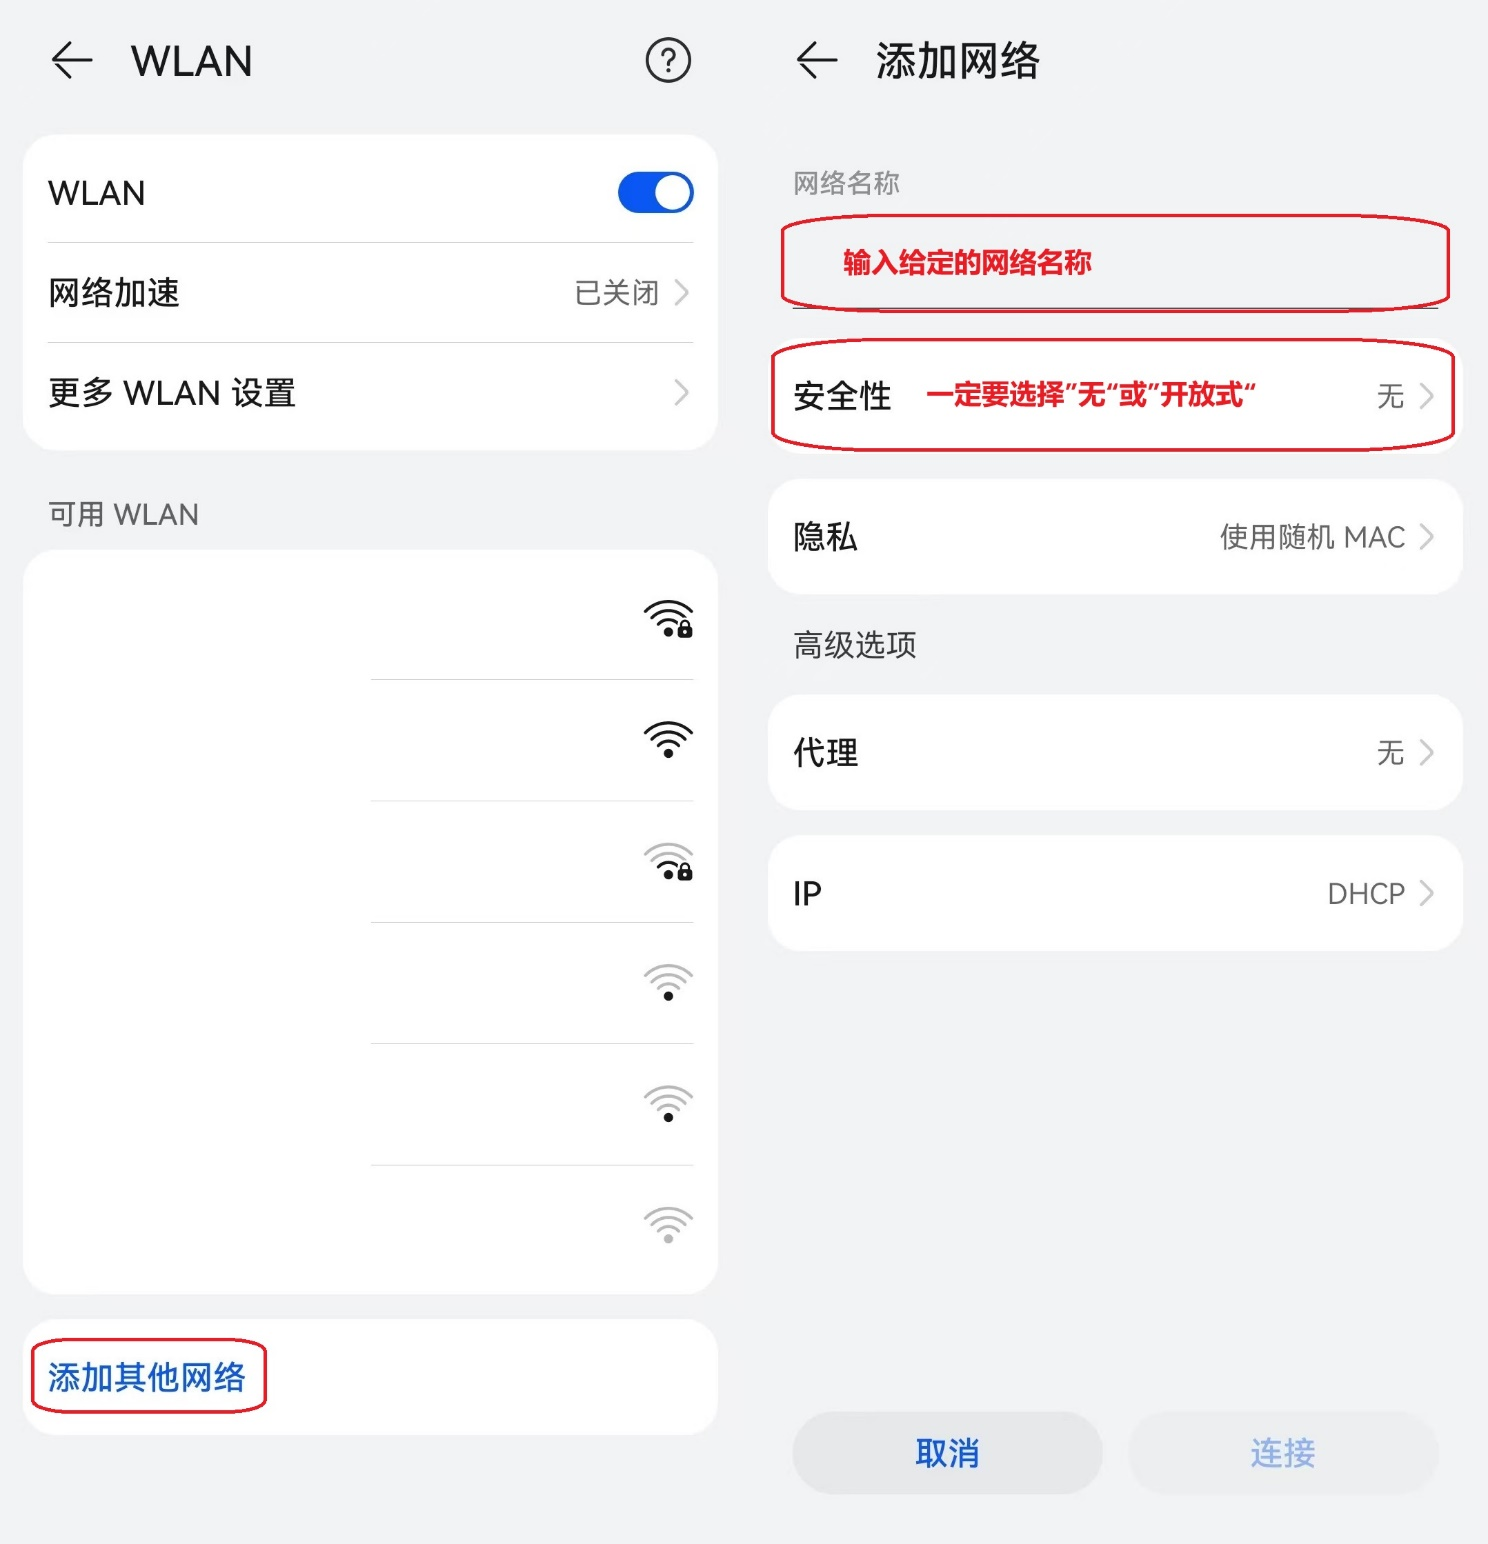 WLAN
WLAN
网络加速 已关闭
更多 WLAN 设置
可用 WLAN
添加其他网络
添加网络
网络名称
输入给定的网络名称
安全性 一定要选择”无“或”开放式“ 无
隐私 使用随机 MAC
高级选项
代理 无
IP DHCP
取消 连接